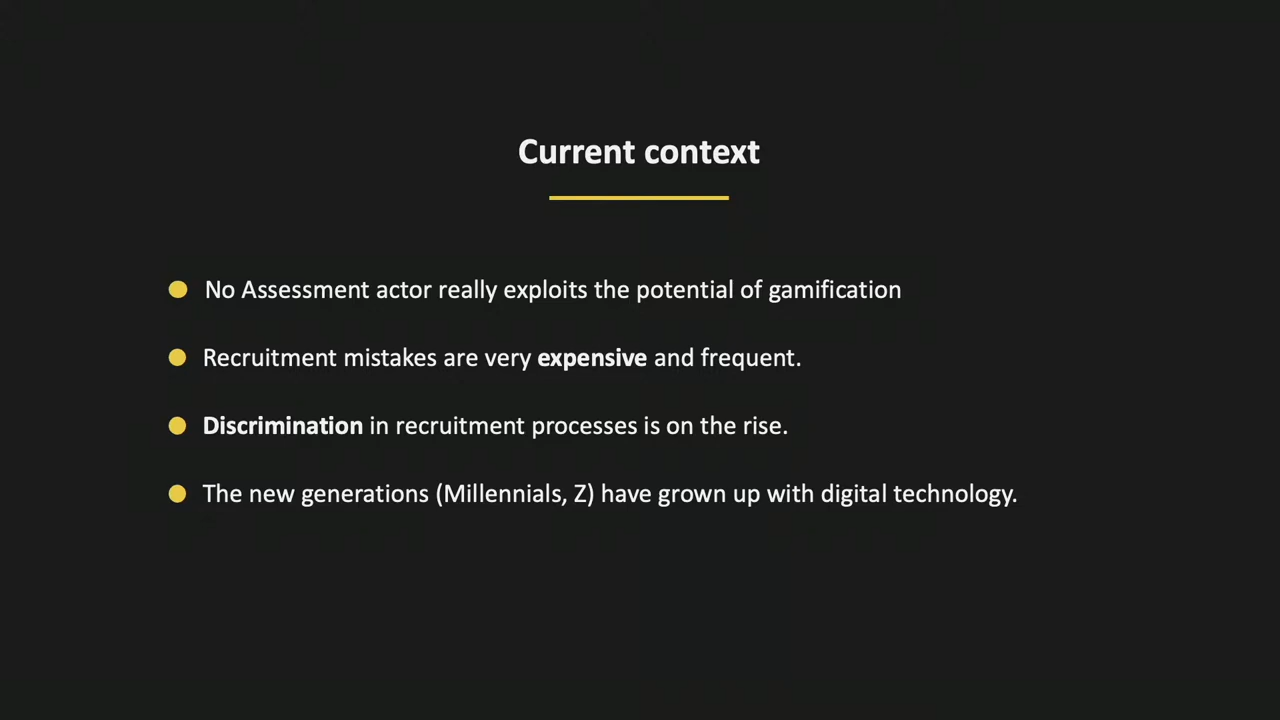 Current context
No Assessment actor really exploits the potential of gamification
Recruitment mistakes are very expensive and frequent.
Discrimination in recruitment processes is on the rise.
The new generations (Millennials, Z) have grown up with digital technology.